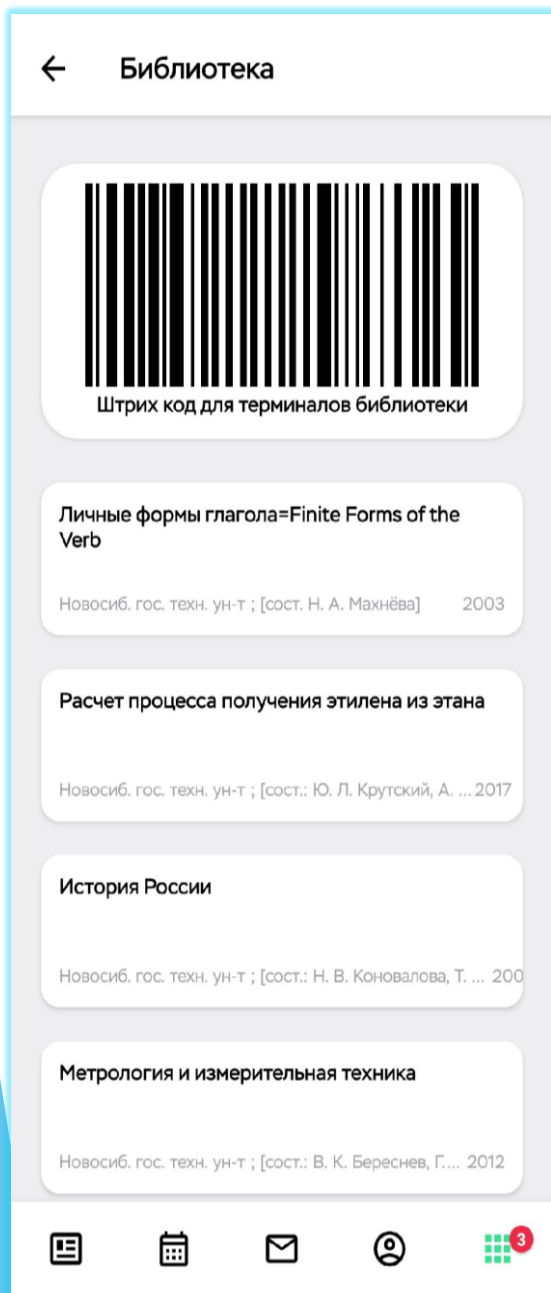 Библиотека
Штрих код для терминалов библиотеки
Личные формы глагола=Finite Forms of the
Verb
Новосиб. гос. техн. ун-т ; [сост. Н. А. Махнёва] 2003
Расчет процесса получения этилена из этана
Новосиб. гос. техн. ун-т ; [сост.: Ю. Л. Крутский, А. ... 2017
История России
Новосиб. гос. техн. ун-т ; [сост.: Н. В. Коновалова, Т. ... 200
Метрология и измерительная техника
Новосиб. гос. техн. ун-т ; [сост.: В. К. Береснев, Г.... 2012
3